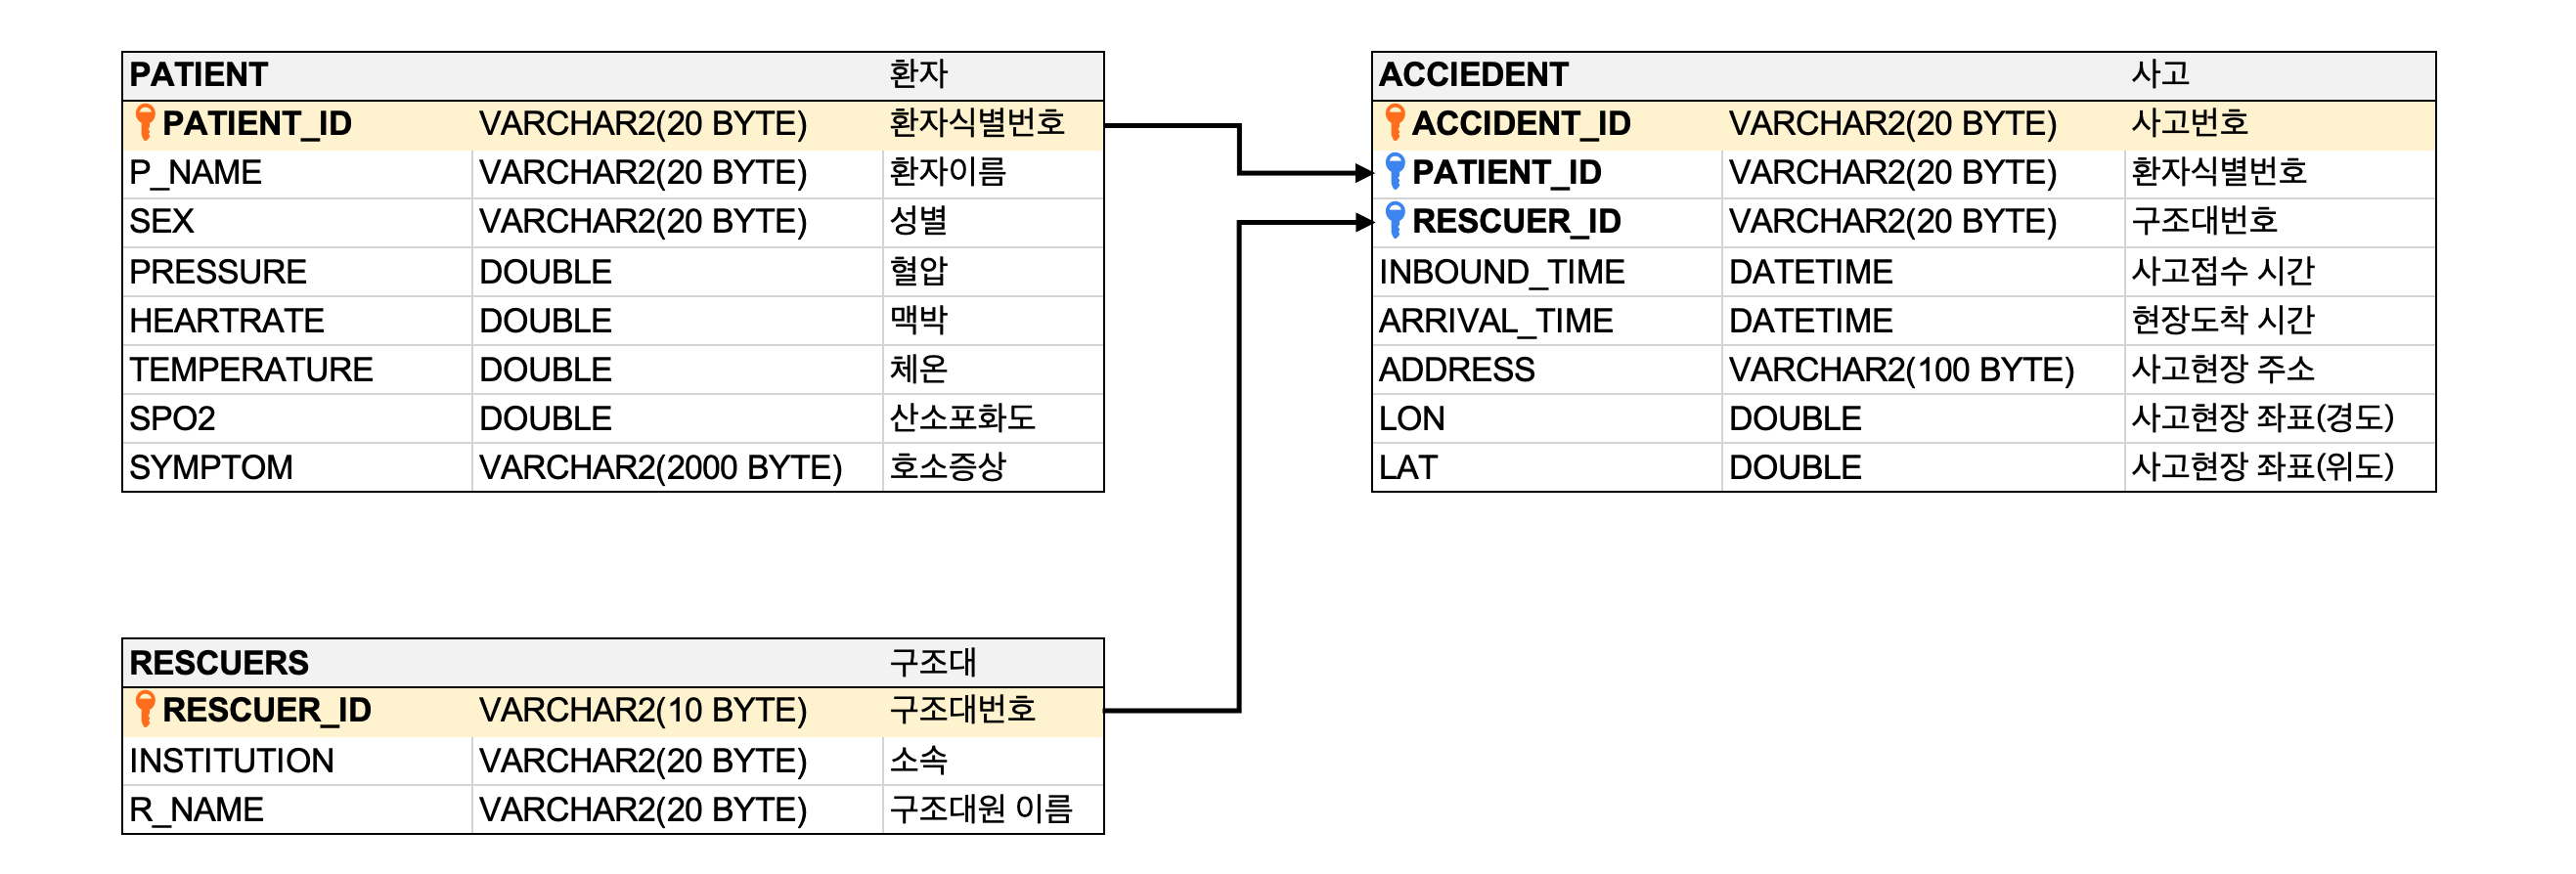 PATIENT 환자
PATIENT_ID VARCHAR2(20 BYTE) 환자식별번호
P_NAME VARCHAR2(20 BYTE) 환자이름
SEX VARCHAR2(20 BYTE) 성별
PRESSURE DOUBLE 혈압
HEARTRATE DOUBLE 맥박
TEMPERATURE DOUBLE 체온
SPO2 DOUBLE 산소포화도
SYMPTOM VARCHAR2(2000 BYTE) 호소증상
ACCIEDENT 사고
ACCIDENT_ID VARCHAR2(20 BYTE) 사고번호
PATIENT_ID VARCHAR2(20 BYTE) 환자식별번호
RESCUER_ID VARCHAR2(20 BYTE) 구조대번호
INBOUND_TIME DATETIME 사고접수 시간
ARRIVAL_TIME DATETIME 현장도착 시간
ADDRESS VARCHAR2(100 BYTE) 사고현장 주소
LON DOUBLE 사고현장 좌표(경도)
LAT DOUBLE 사고현장 좌표(위도)
RESCUERS 구조대
RESCUER_ID VARCHAR2(10 BYTE) 구조대번호
INSTITUTION VARCHAR2(20 BYTE) 소속
R_NAME VARCHAR2(20 BYTE) 구조대원 이름